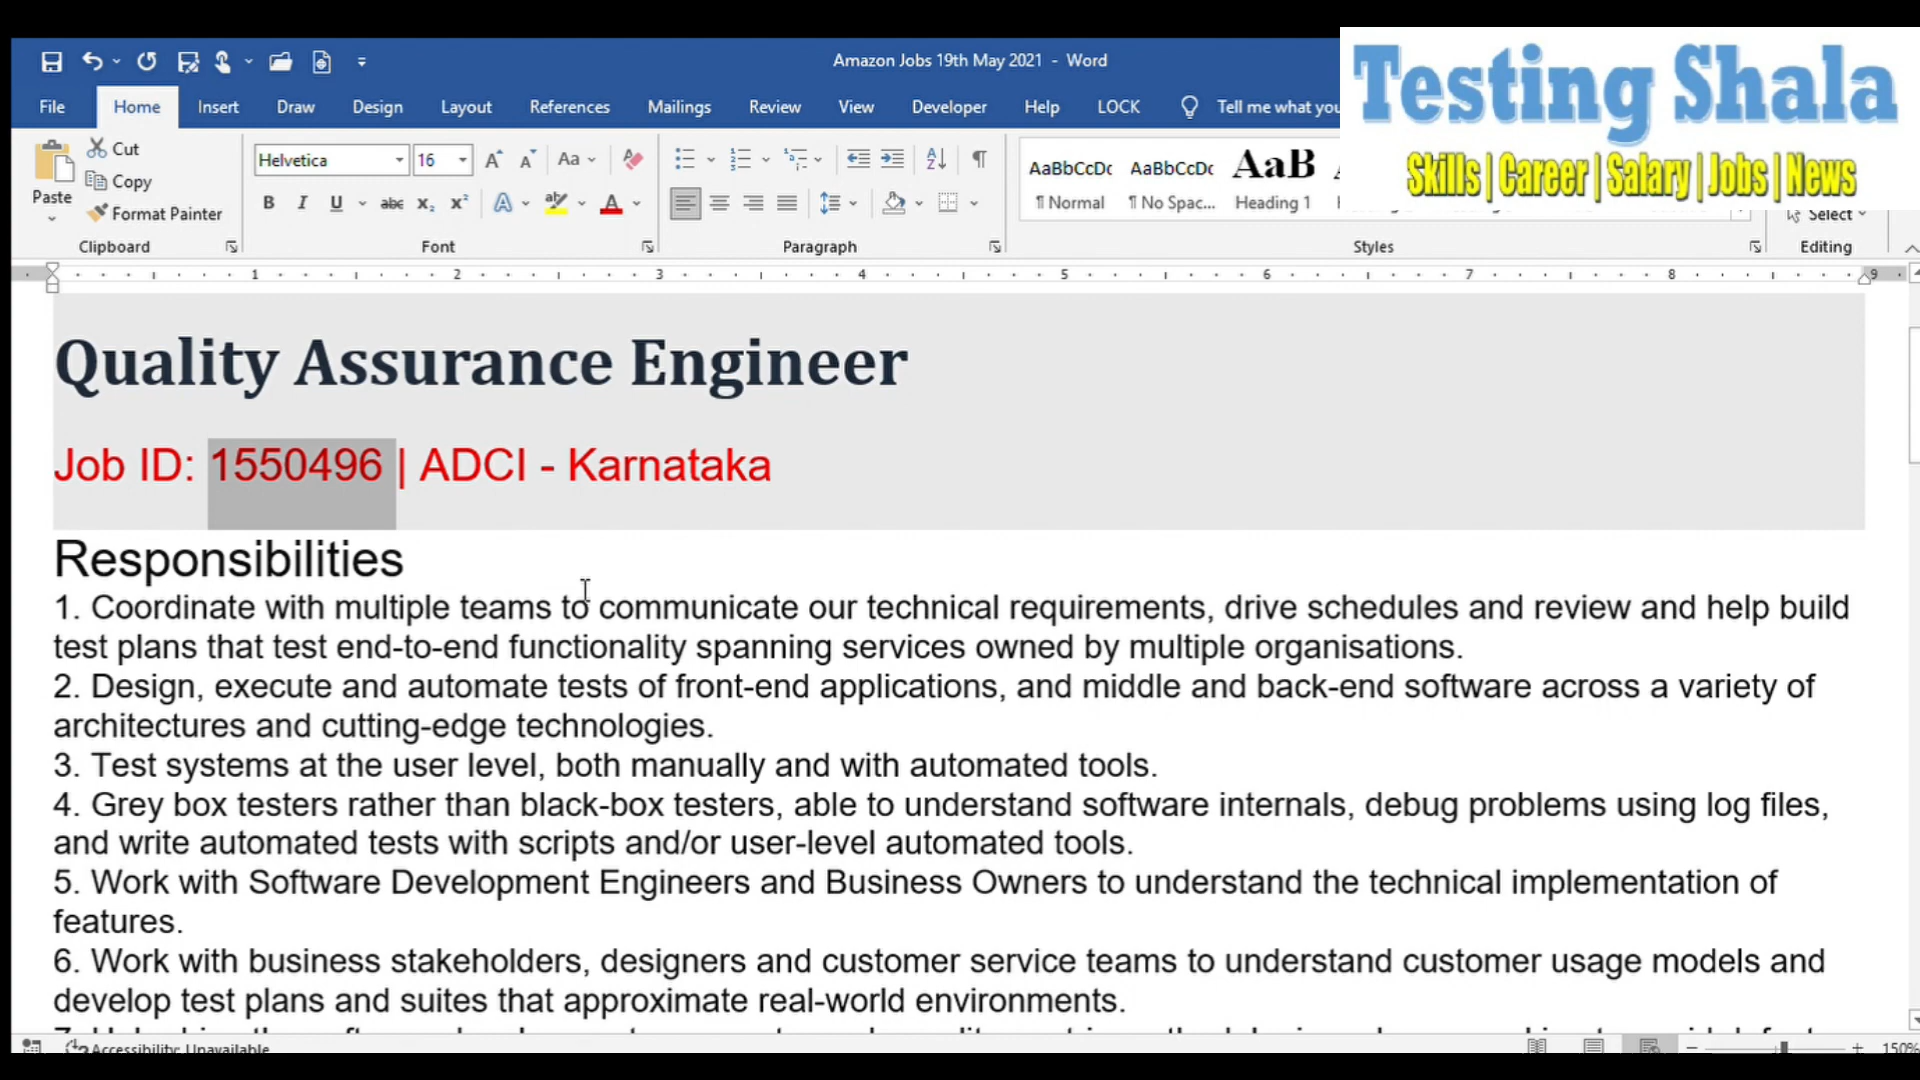 Amazon Jobs 19th May 2021 - Word
Testing Shala
Skills | Career | Salary | Jobs | News
File Home Insert Draw Design Layout References Mailings Review View Developer Help LOCK Tell me what you
Cut
Copy
Paste
Format Painter
Helvetica 16
AaBbCcDc AaBbCcDc AaB
¶ Normal ¶ No Spac... Heading 1
Select
Clipboard Font Paragraph Styles Editing
1 2 3 4 5 6 7 8 9
Quality Assurance Engineer
Job ID: 1550496 | ADCI - Karnataka
Responsibilities
1. Coordinate with multiple teams to communicate our technical requirements, drive schedules and review and help build
test plans that test end-to-end functionality spanning services owned by multiple organisations.
2. Design, execute and automate tests of front-end applications, and middle and back-end software across a variety of
architectures and cutting-edge technologies.
3. Test systems at the user level, both manually and with automated tools.
4. Grey box testers rather than black-box testers, able to understand software internals, debug problems using log files,
and write automated tests with scripts and/or user-level automated tools.
5. Work with Software Development Engineers and Business Owners to understand the technical implementation of
features.
6. Work with business stakeholders, designers and customer service teams to understand customer usage models and
develop test plans and suites that approximate real-world environments.
Accessibility: Unavailable
150%